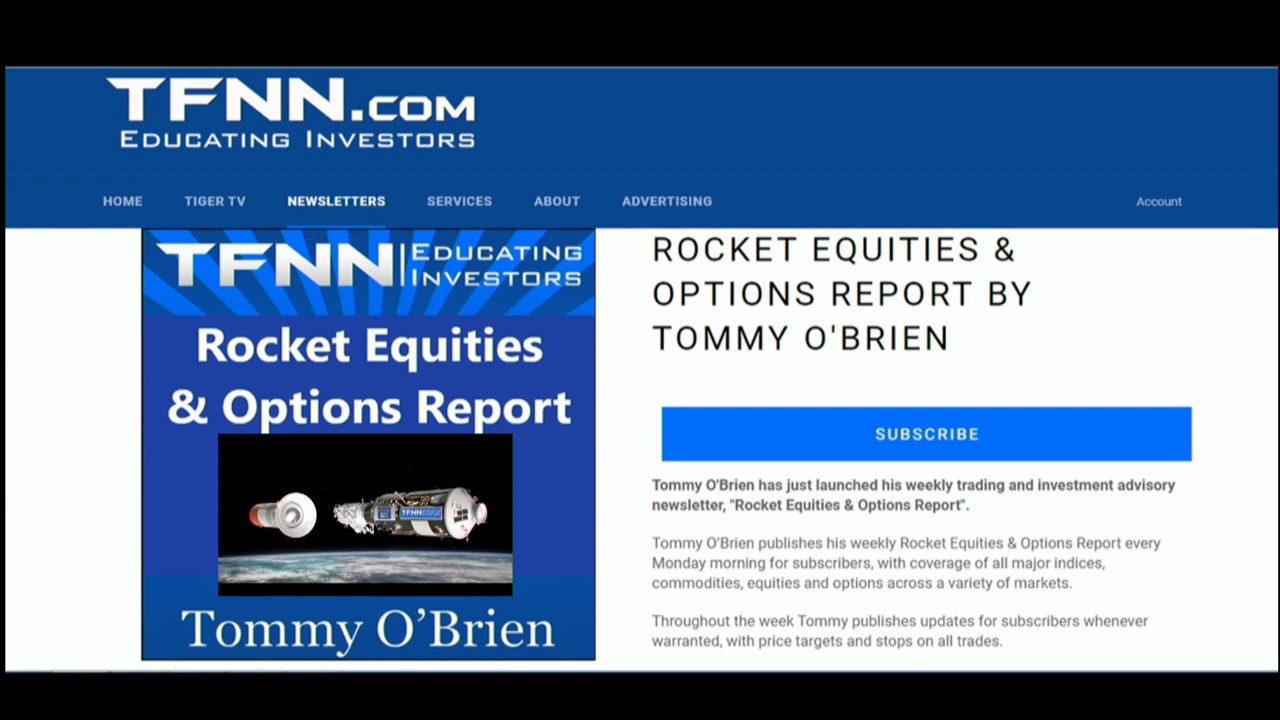 TFNN.COM
EDUCATING INVESTORS
HOME TIGER TV NEWSLETTERS SERVICES ABOUT ADVERTISING Account
TFNN | EDUCATING
INVESTORS
Rocket Equities
& Options Report
TFNN
Tommy O’Brien
ROCKET EQUITIES &
OPTIONS REPORT BY
TOMMY O'BRIEN
SUBSCRIBE
Tommy O'Brien has just launched his weekly trading and investment advisory
newsletter, "Rocket Equities & Options Report".
Tommy O’Brien publishes his weekly Rocket Equities & Options Report every
Monday morning for subscribers, with coverage of all major indices,
commodities, equities and options across a variety of markets.
Throughout the week Tommy publishes updates for subscribers whenever
warranted, with price targets and stops on all trades.